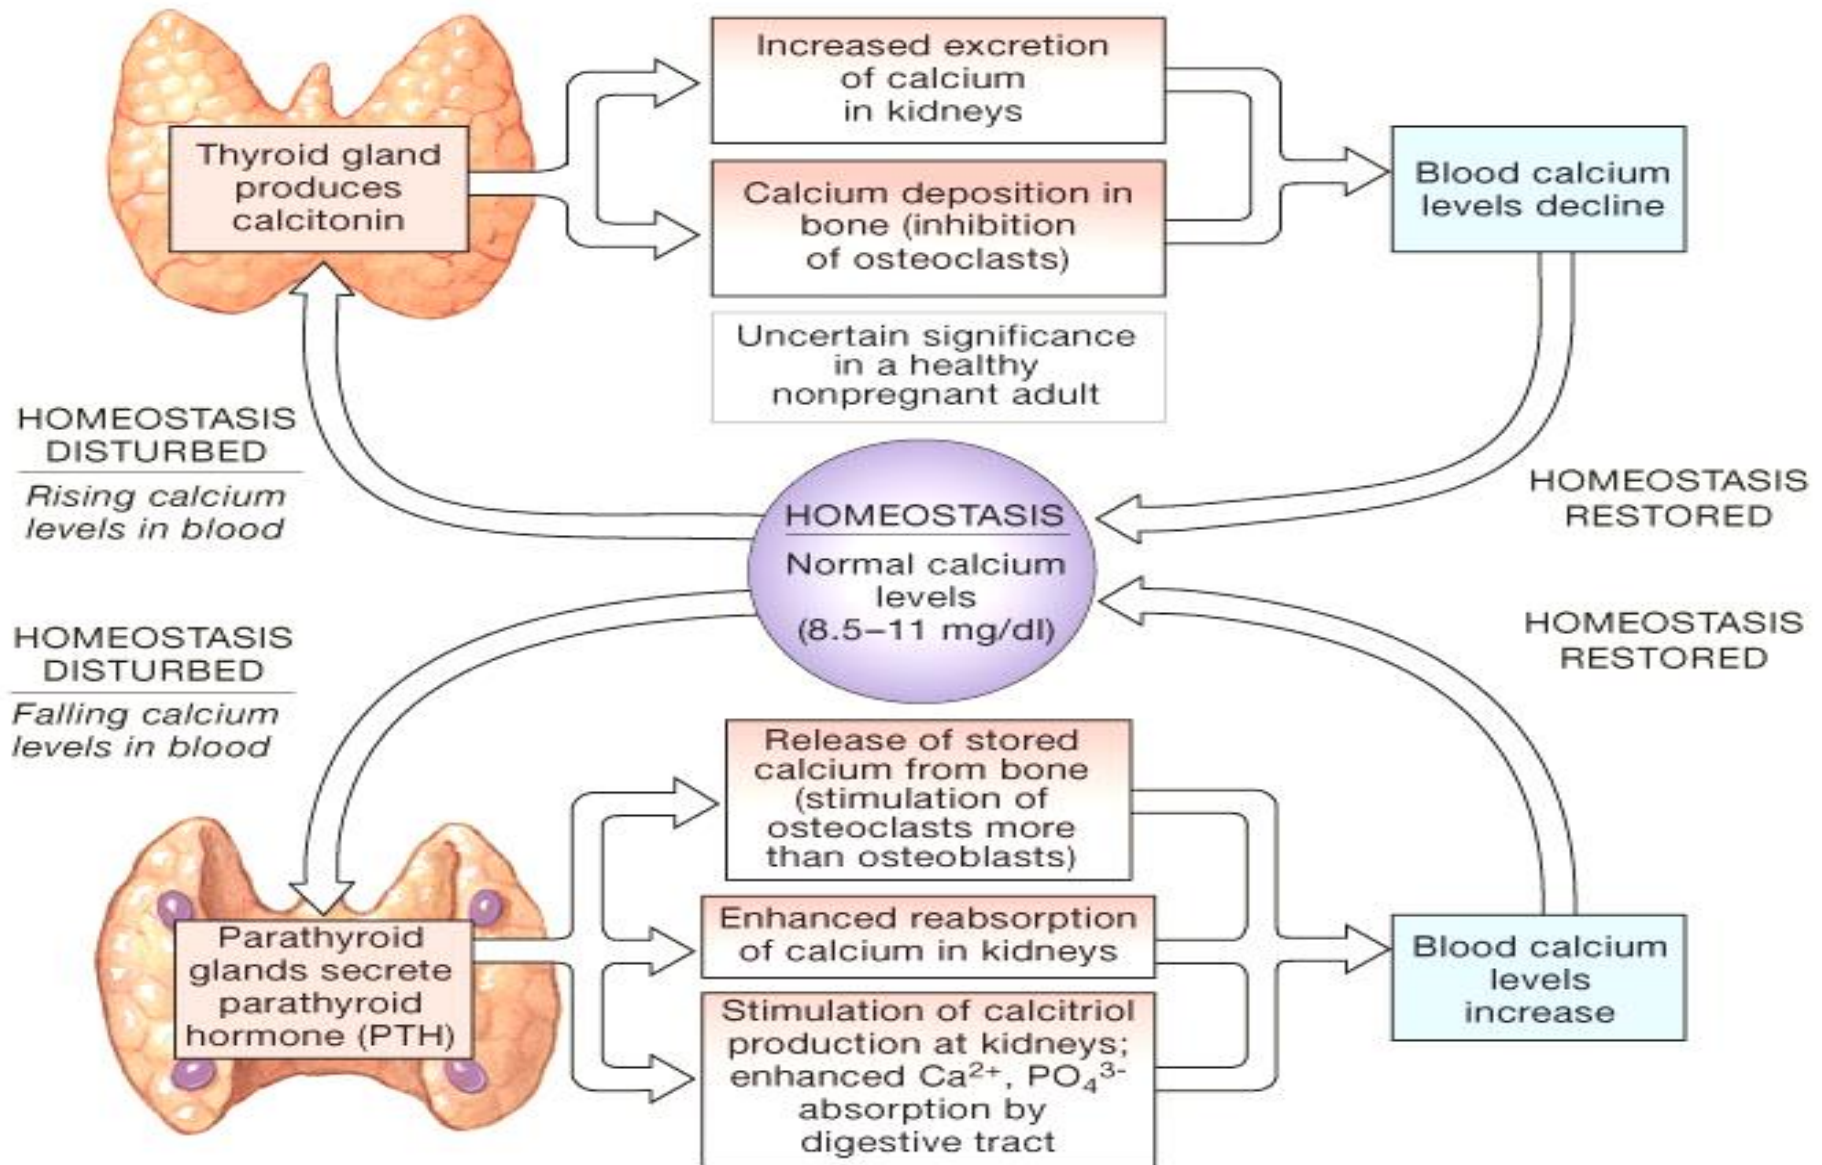 Thyroid gland
produces
calcitonin
Increased excretion
of calcium
in kidneys
Calcium deposition in
bone (inhibition
of osteoclasts)
Uncertain significance
in a healthy
nonpregnant adult
Blood calcium
levels decline
HOMEOSTASIS
DISTURBED
Rising calcium
levels in blood
HOMEOSTASIS
Normal calcium
levels
(8.5–11 mg/dl)
HOMEOSTASIS
RESTORED
HOMEOSTASIS
DISTURBED
Falling calcium
levels in blood
HOMEOSTASIS
RESTORED
Parathyroid
glands secrete
parathyroid
hormone (PTH)
Release of stored
calcium from bone
(stimulation of
osteoclasts more
than osteoblasts)
Enhanced reabsorption
of calcium in kidneys
Stimulation of calcitriol
production at kidneys;
enhanced Ca²⁺, PO₄³⁻
absorption by
digestive tract
Blood calcium
levels
increase